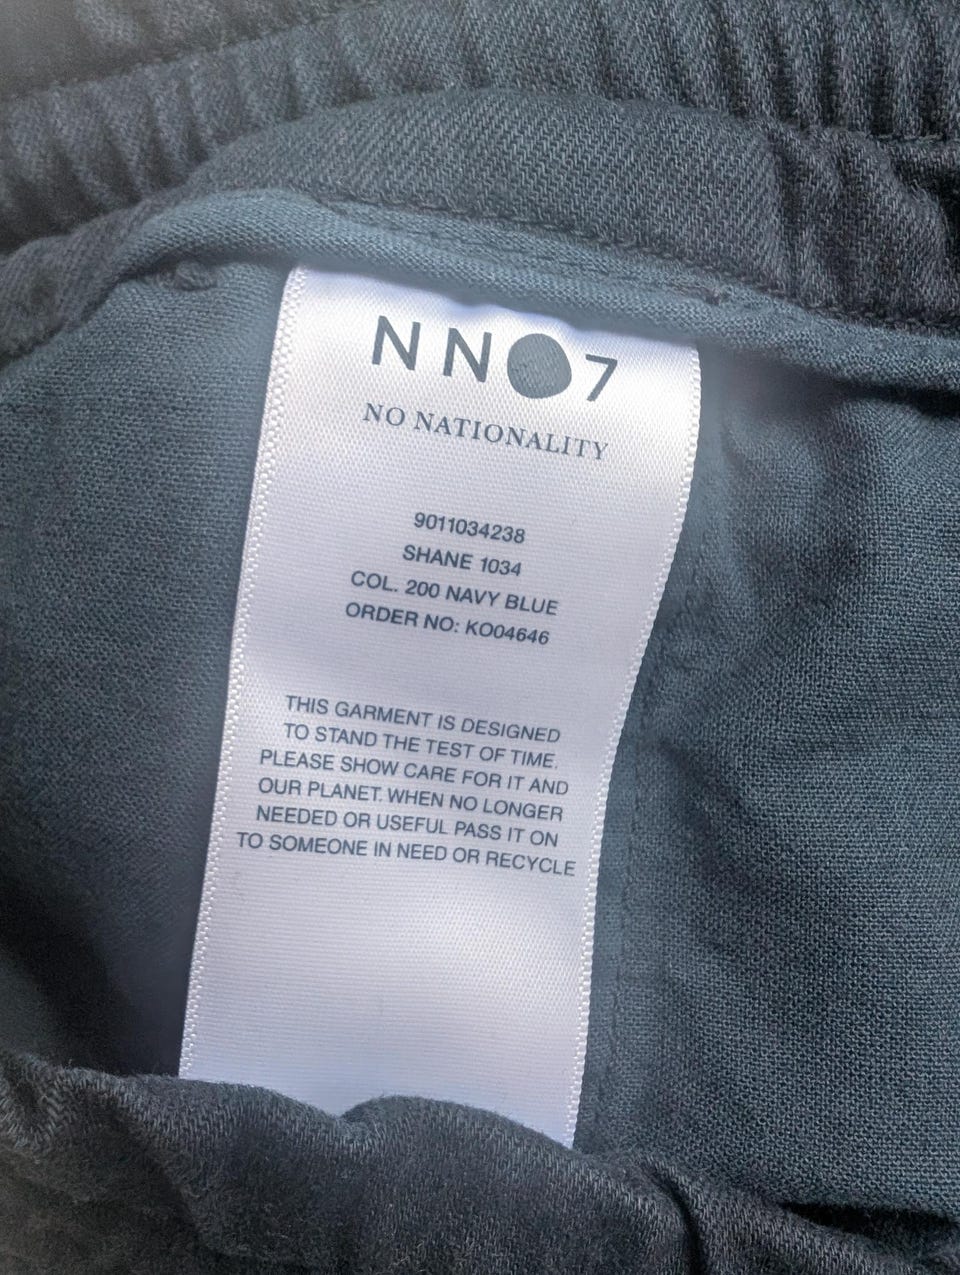 NN07
NO NATIONALITY
9011034238
SHANE 1034
COL. 200 NAVY BLUE
ORDER NO: KO04646
THIS GARMENT IS DESIGNED
TO STAND THE TEST OF TIME.
PLEASE SHOW CARE FOR IT AND
OUR PLANET. WHEN NO LONGER
NEEDED OR USEFUL PASS IT ON
TO SOMEONE IN NEED OR RECYCLE